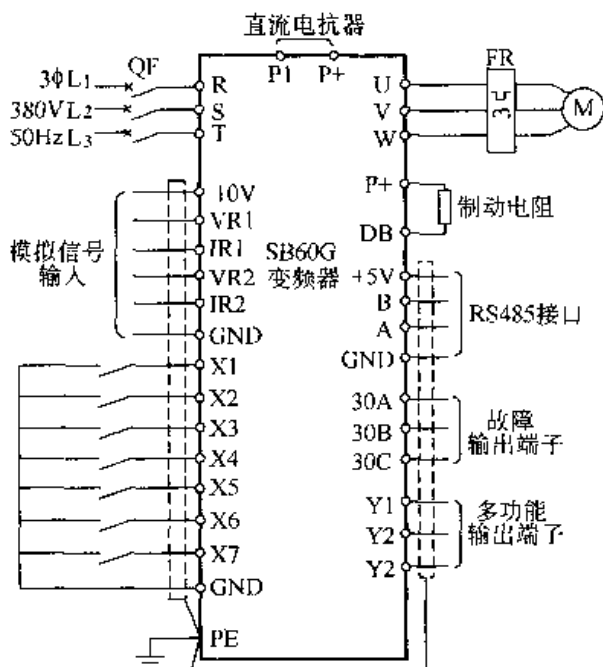 直流电抗器
P1 P+
3ϕL1 QF R
380VL2 S
50HzL3 T
U FR
V 3
W M
P+
DB
制动电阻
10V
VR1
IR1
VR2
IR2
GND
模拟信号
输入
SB60G
变频器
+5V
B
A
GND
RS485接口
X1
X2
X3
X4
X5
X6
X7
GND
PE
30A
30B
30C
故障
输出端子
Y1
Y2
Y2
多功能
输出端子